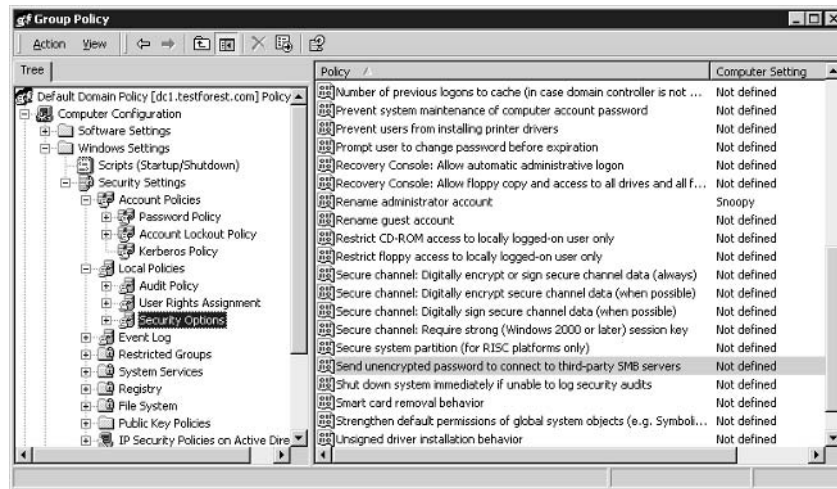 Group Policy
Action View
Tree
Default Domain Policy [dc1.testforest.com] Policy
Computer Configuration
Software Settings
Windows Settings
Scripts (Startup/Shutdown)
Security Settings
Account Policies
Password Policy
Account Lockout Policy
Kerberos Policy
Local Policies
Audit Policy
User Rights Assignment
Security Options
Event Log
Restricted Groups
System Services
Registry
File System
Public Key Policies
IP Security Policies on Active Dire
Policy Computer Setting
Number of previous logons to cache (in case domain controller is not ... Not defined
Prevent system maintenance of computer account password Not defined
Prevent users from installing printer drivers Not defined
Prompt user to change password before expiration Not defined
Recovery Console: Allow automatic administrative logon Not defined
Recovery Console: Allow floppy copy and access to all drives and all f... Not defined
Rename administrator account Snoopy
Rename guest account Not defined
Restrict CD-ROM access to locally logged-on user only Not defined
Restrict floppy access to locally logged-on user only Not defined
Secure channel: Digitally encrypt or sign secure channel data (always) Not defined
Secure channel: Digitally encrypt secure channel data (when possible) Not defined
Secure channel: Digitally sign secure channel data (when possible) Not defined
Secure channel: Require strong (Windows 2000 or later) session key Not defined
Secure system partition (for RISC platforms only) Not defined
Send unencrypted password to connect to third-party SMB servers Not defined
Shut down system immediately if unable to log security audits Not defined
Smart card removal behavior Not defined
Strengthen default permissions of global system objects (e.g. Symboli... Not defined
Unsigned driver installation behavior Not defined